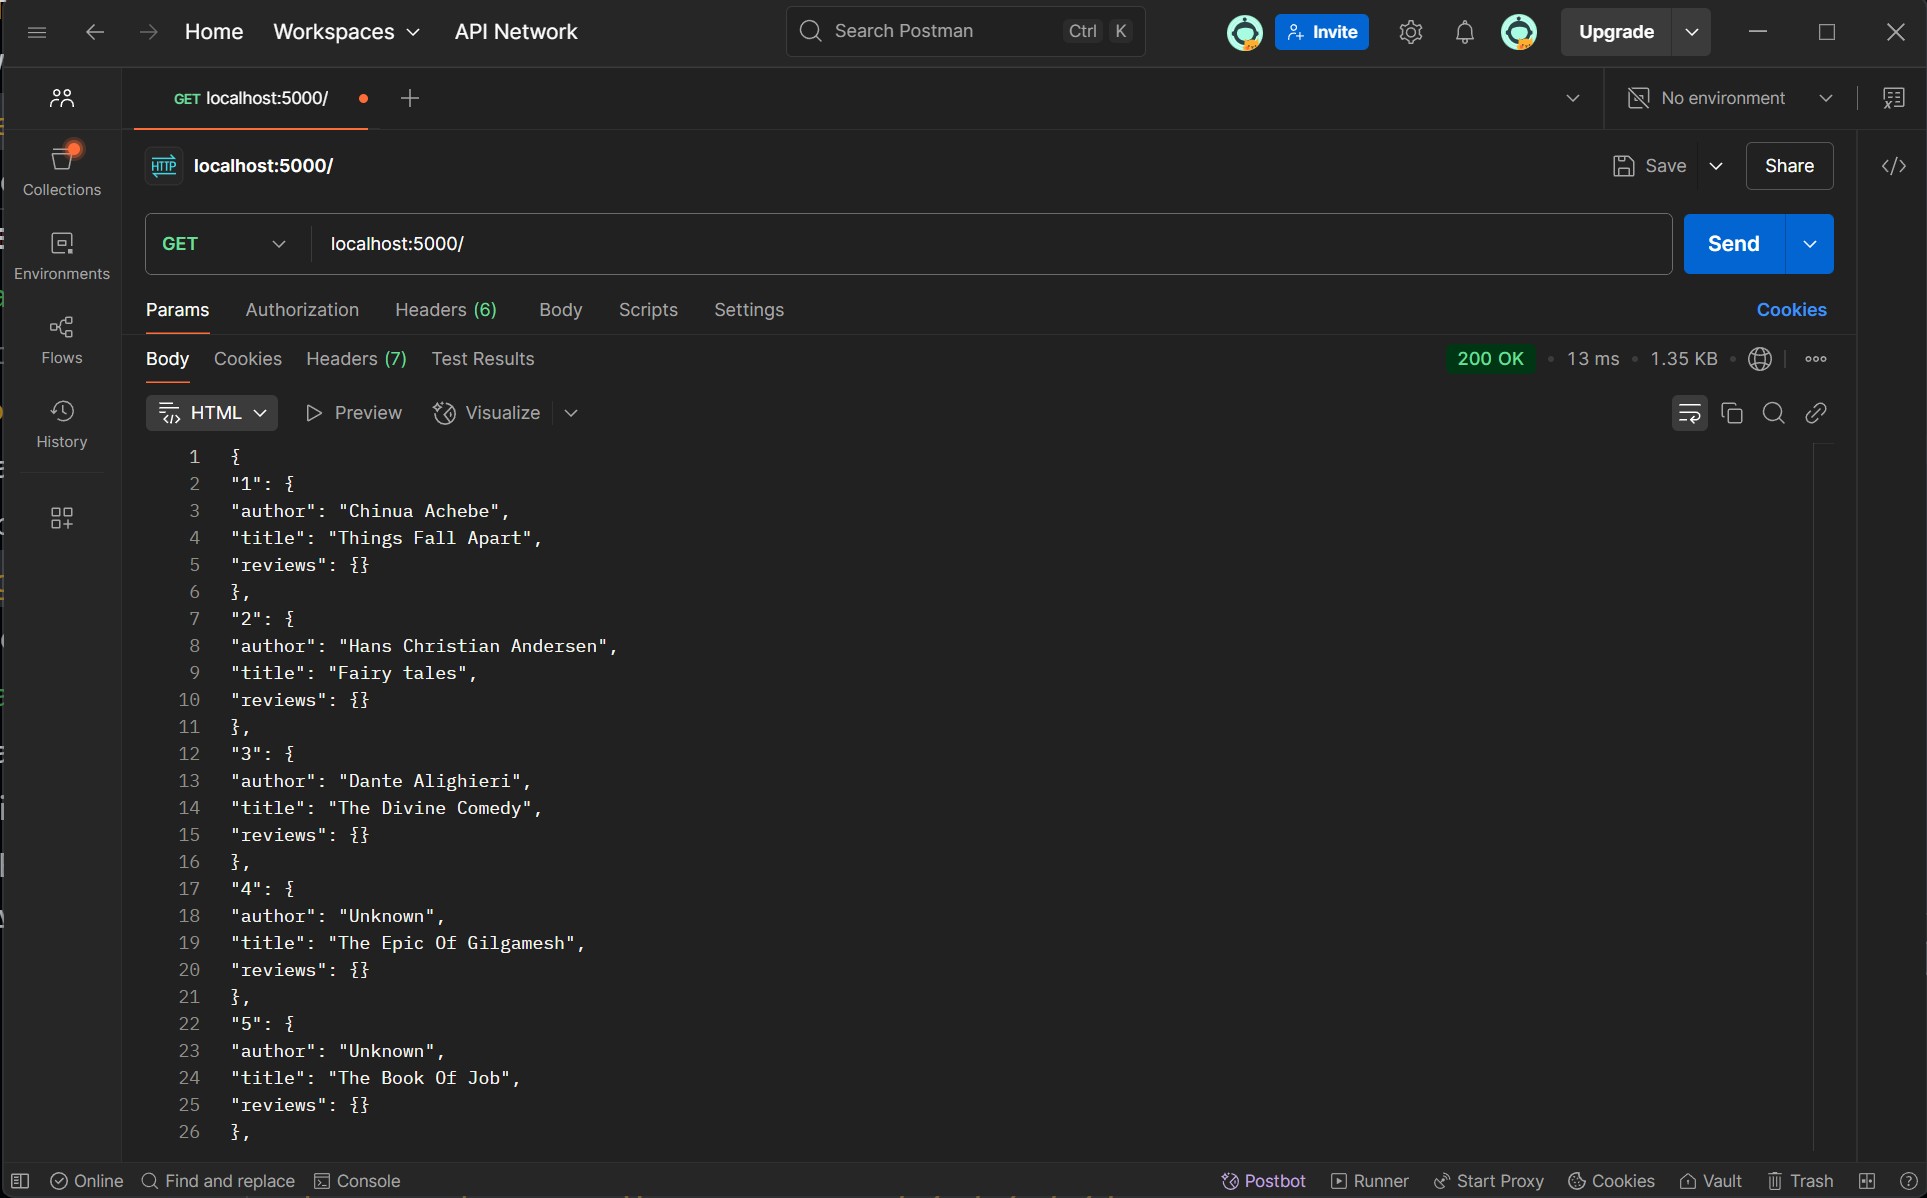 Home Workspaces API Network Search Postman Ctrl K Invite Upgrade
GET localhost:5000/ No environment
HTTP localhost:5000/ Save Share
GET localhost:5000/ Send
Params Authorization Headers (6) Body Scripts Settings Cookies
Body Cookies Headers (7) Test Results 200 OK • 13 ms • 1.35 KB •
HTML Preview Visualize
Collections
Environments
Flows
History
1 {
2 "1": {
3 "author": "Chinua Achebe",
4 "title": "Things Fall Apart",
5 "reviews": {}
6 },
7 "2": {
8 "author": "Hans Christian Andersen",
9 "title": "Fairy tales",
10 "reviews": {}
11 },
12 "3": {
13 "author": "Dante Alighieri",
14 "title": "The Divine Comedy",
15 "reviews": {}
16 },
17 "4": {
18 "author": "Unknown",
19 "title": "The Epic Of Gilgamesh",
20 "reviews": {}
21 },
22 "5": {
23 "author": "Unknown",
24 "title": "The Book Of Job",
25 "reviews": {}
26 },
Online Find and replace Console Postbot Runner Start Proxy Cookies Vault Trash